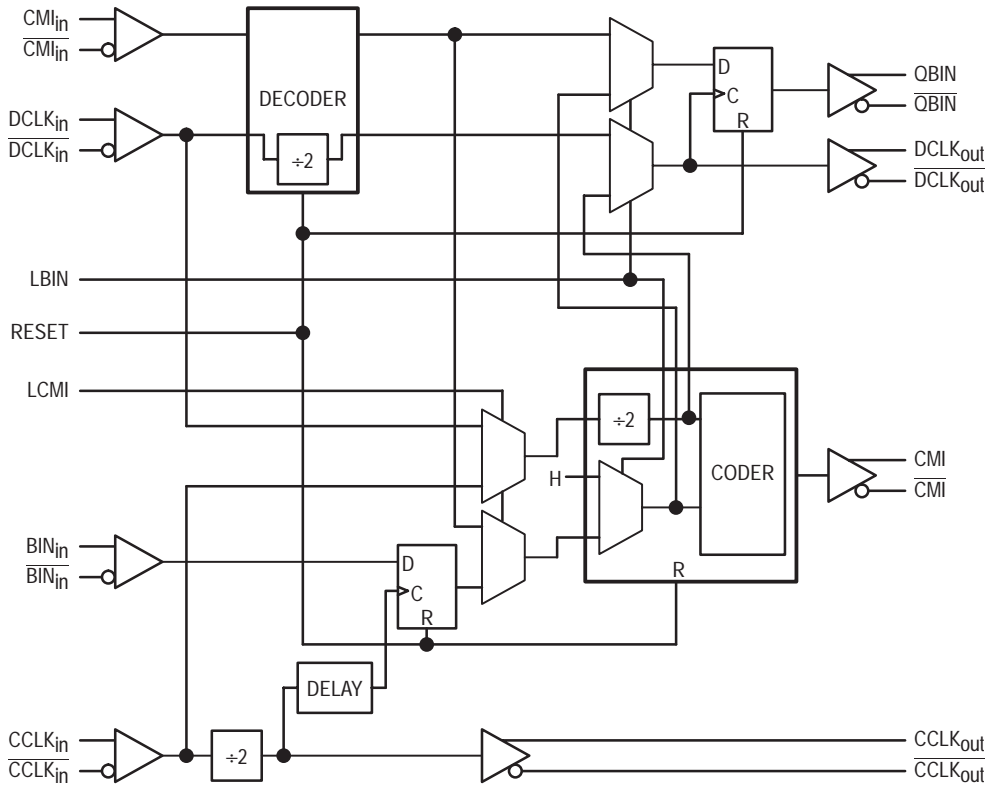 CMIin
CMIin
DECODER
÷2
D
C
R
QBIN
QBIN
DCLKin
DCLKin
DCLKout
DCLKout
LBIN
RESET
LCMI
÷2
H
CODER
R
CMI
CMI
BINin
BINin
D
C
R
DELAY
CCLKin
CCLKin
÷2
CCLKout
CCLKout